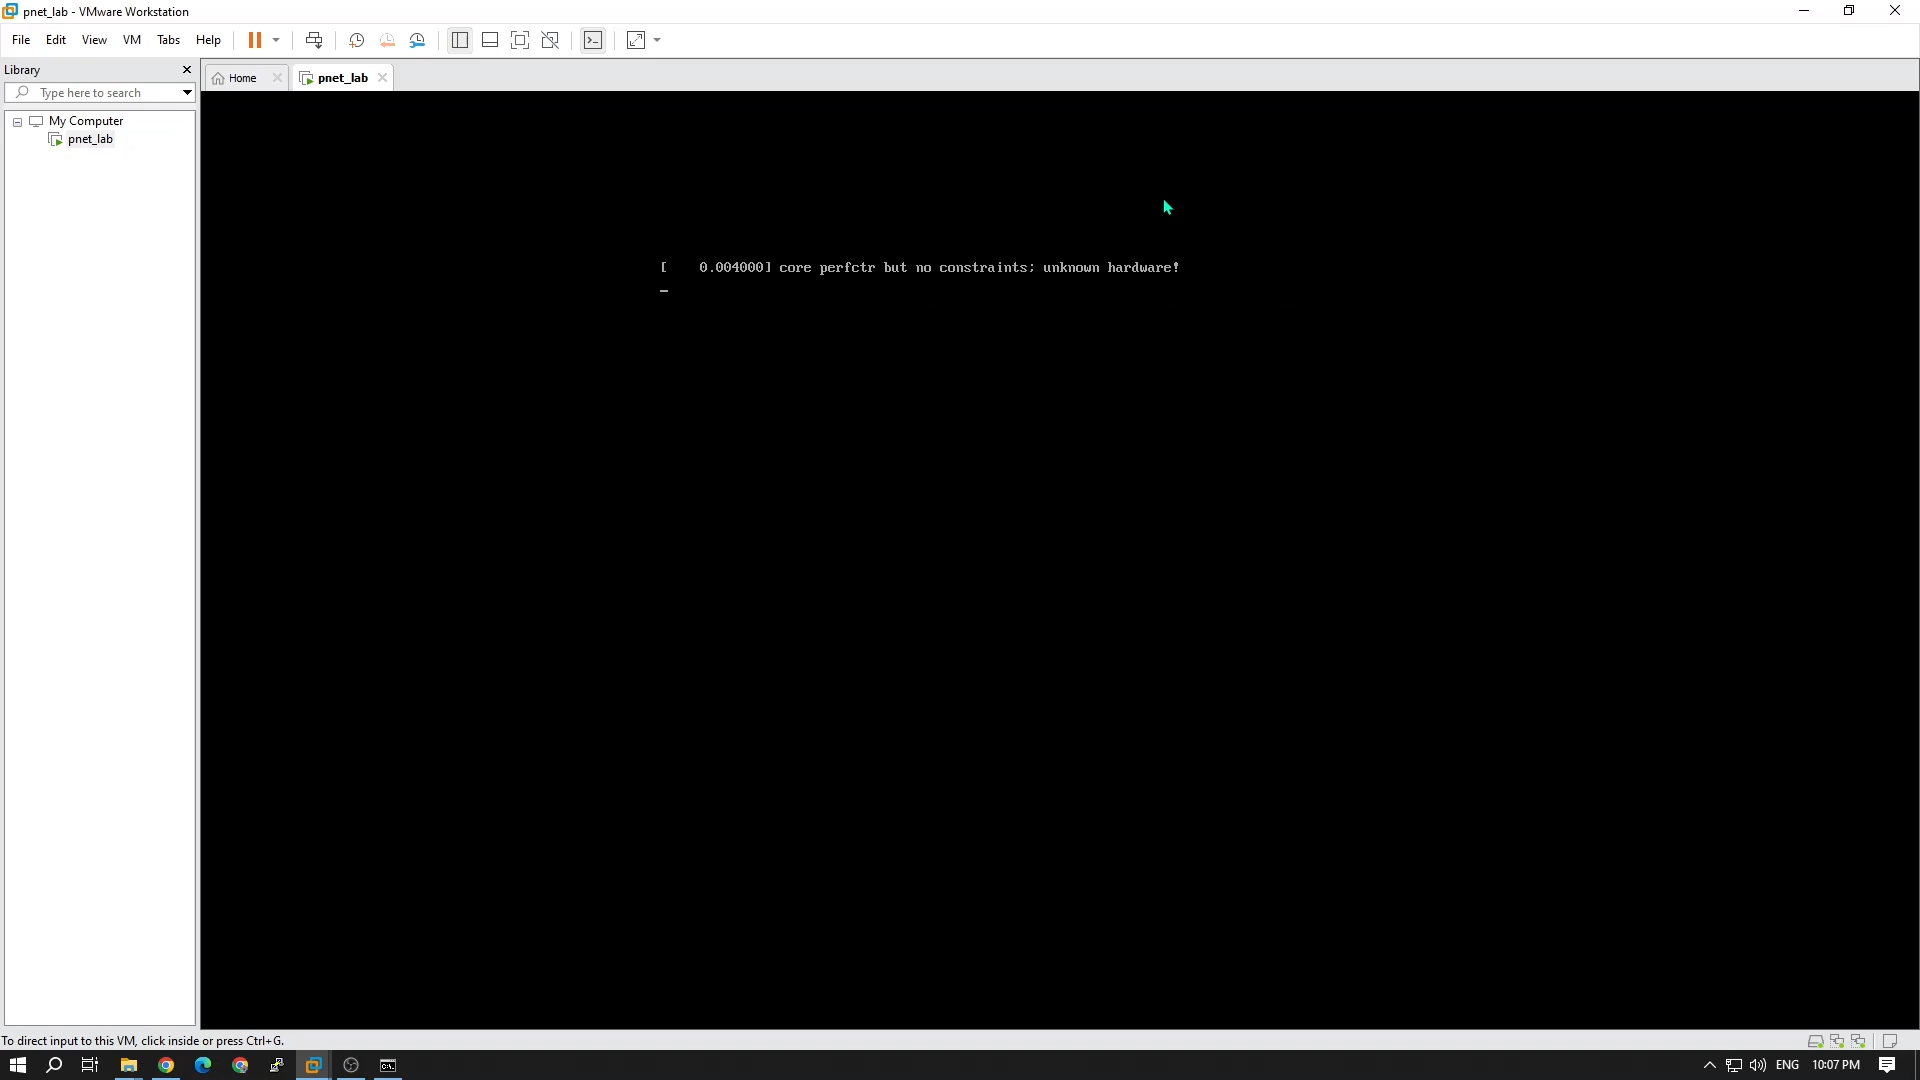 pnet_lab - VMware Workstation
File Edit View VM Tabs Help
Library
Type here to search
My Computer
pnet_lab
Home
pnet_lab
[    0.004000] core perfctr but no constraints; unknown hardware!
_
To direct input to this VM, click inside or press Ctrl+G.
ENG 10:07 PM